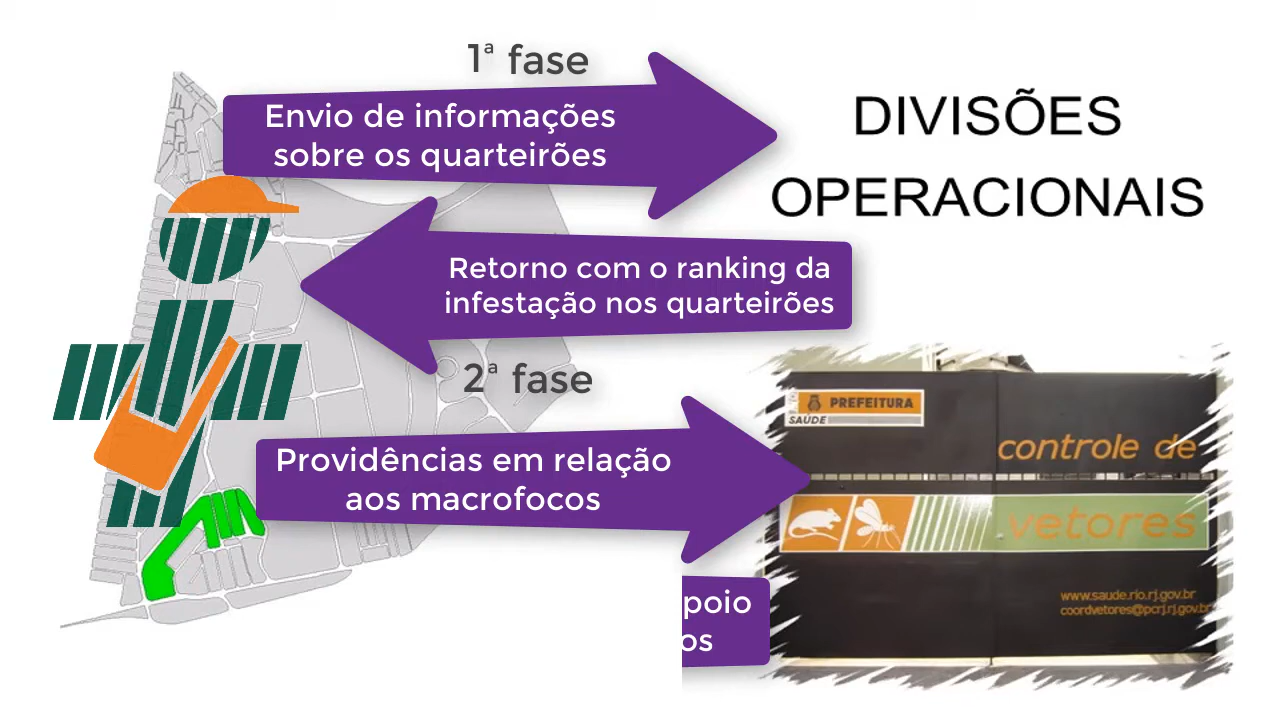 1ª fase
Envio de informações
sobre os quarteirões
DIVISÕES
OPERACIONAIS
Retorno com o ranking da
infestação nos quarteirões
2ª fase
Providências em relação
aos macrofocos
PREFEITURA
SAÚDE
controle de
vetores
www.saude.rio.rj.gov.br
coordvetores@pcrj.rj.gov.br
poio
os